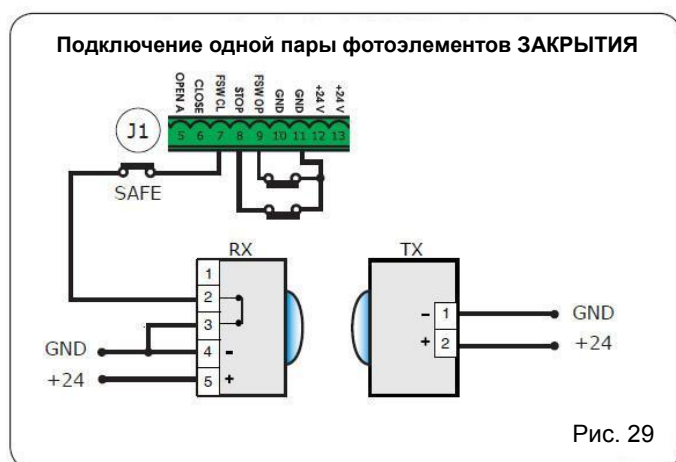 Подключение одной пары фотоэлементов ЗАКРЫТИЯ
OPEN A CLOSE FSW CL STOP FSW OP GND GND +24 V +24 V
J1 5 6 7 8 9 10 11 12 13
SAFE
RX TX
1
2
3
GND 4 -
+24 5 +
- 1 GND
+ 2 +24
Рис. 29